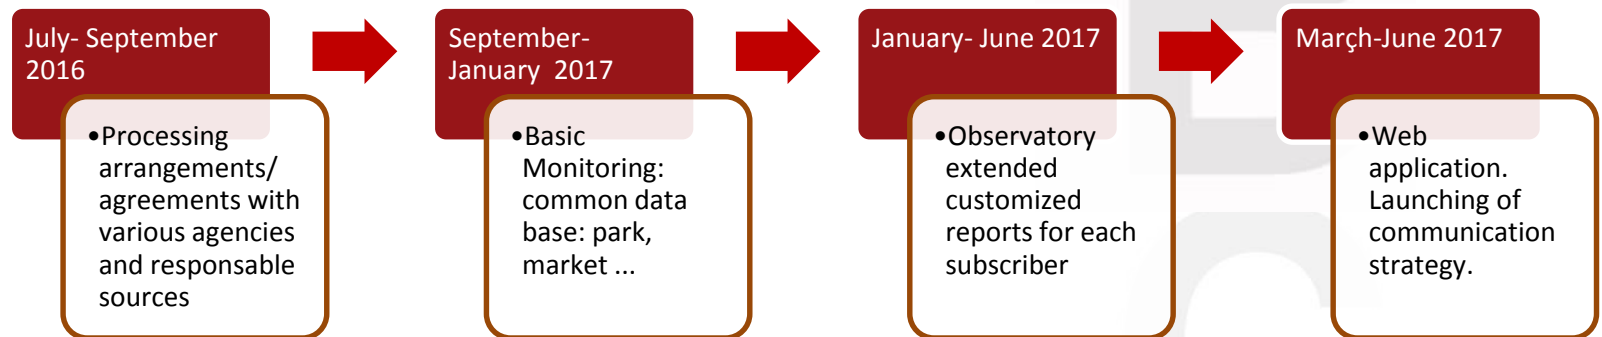 July- September
2016
•Processing
arrangements/
agreements with
various agencies
and responsable
sources
September-
January  2017
•Basic
Monitoring:
common data
base: park,
market ...
January- June 2017
•Observatory
extended
customized
reports for each
subscriber
Març̧h-June 2017
•Web
application.
Launching of
communication
strategy.